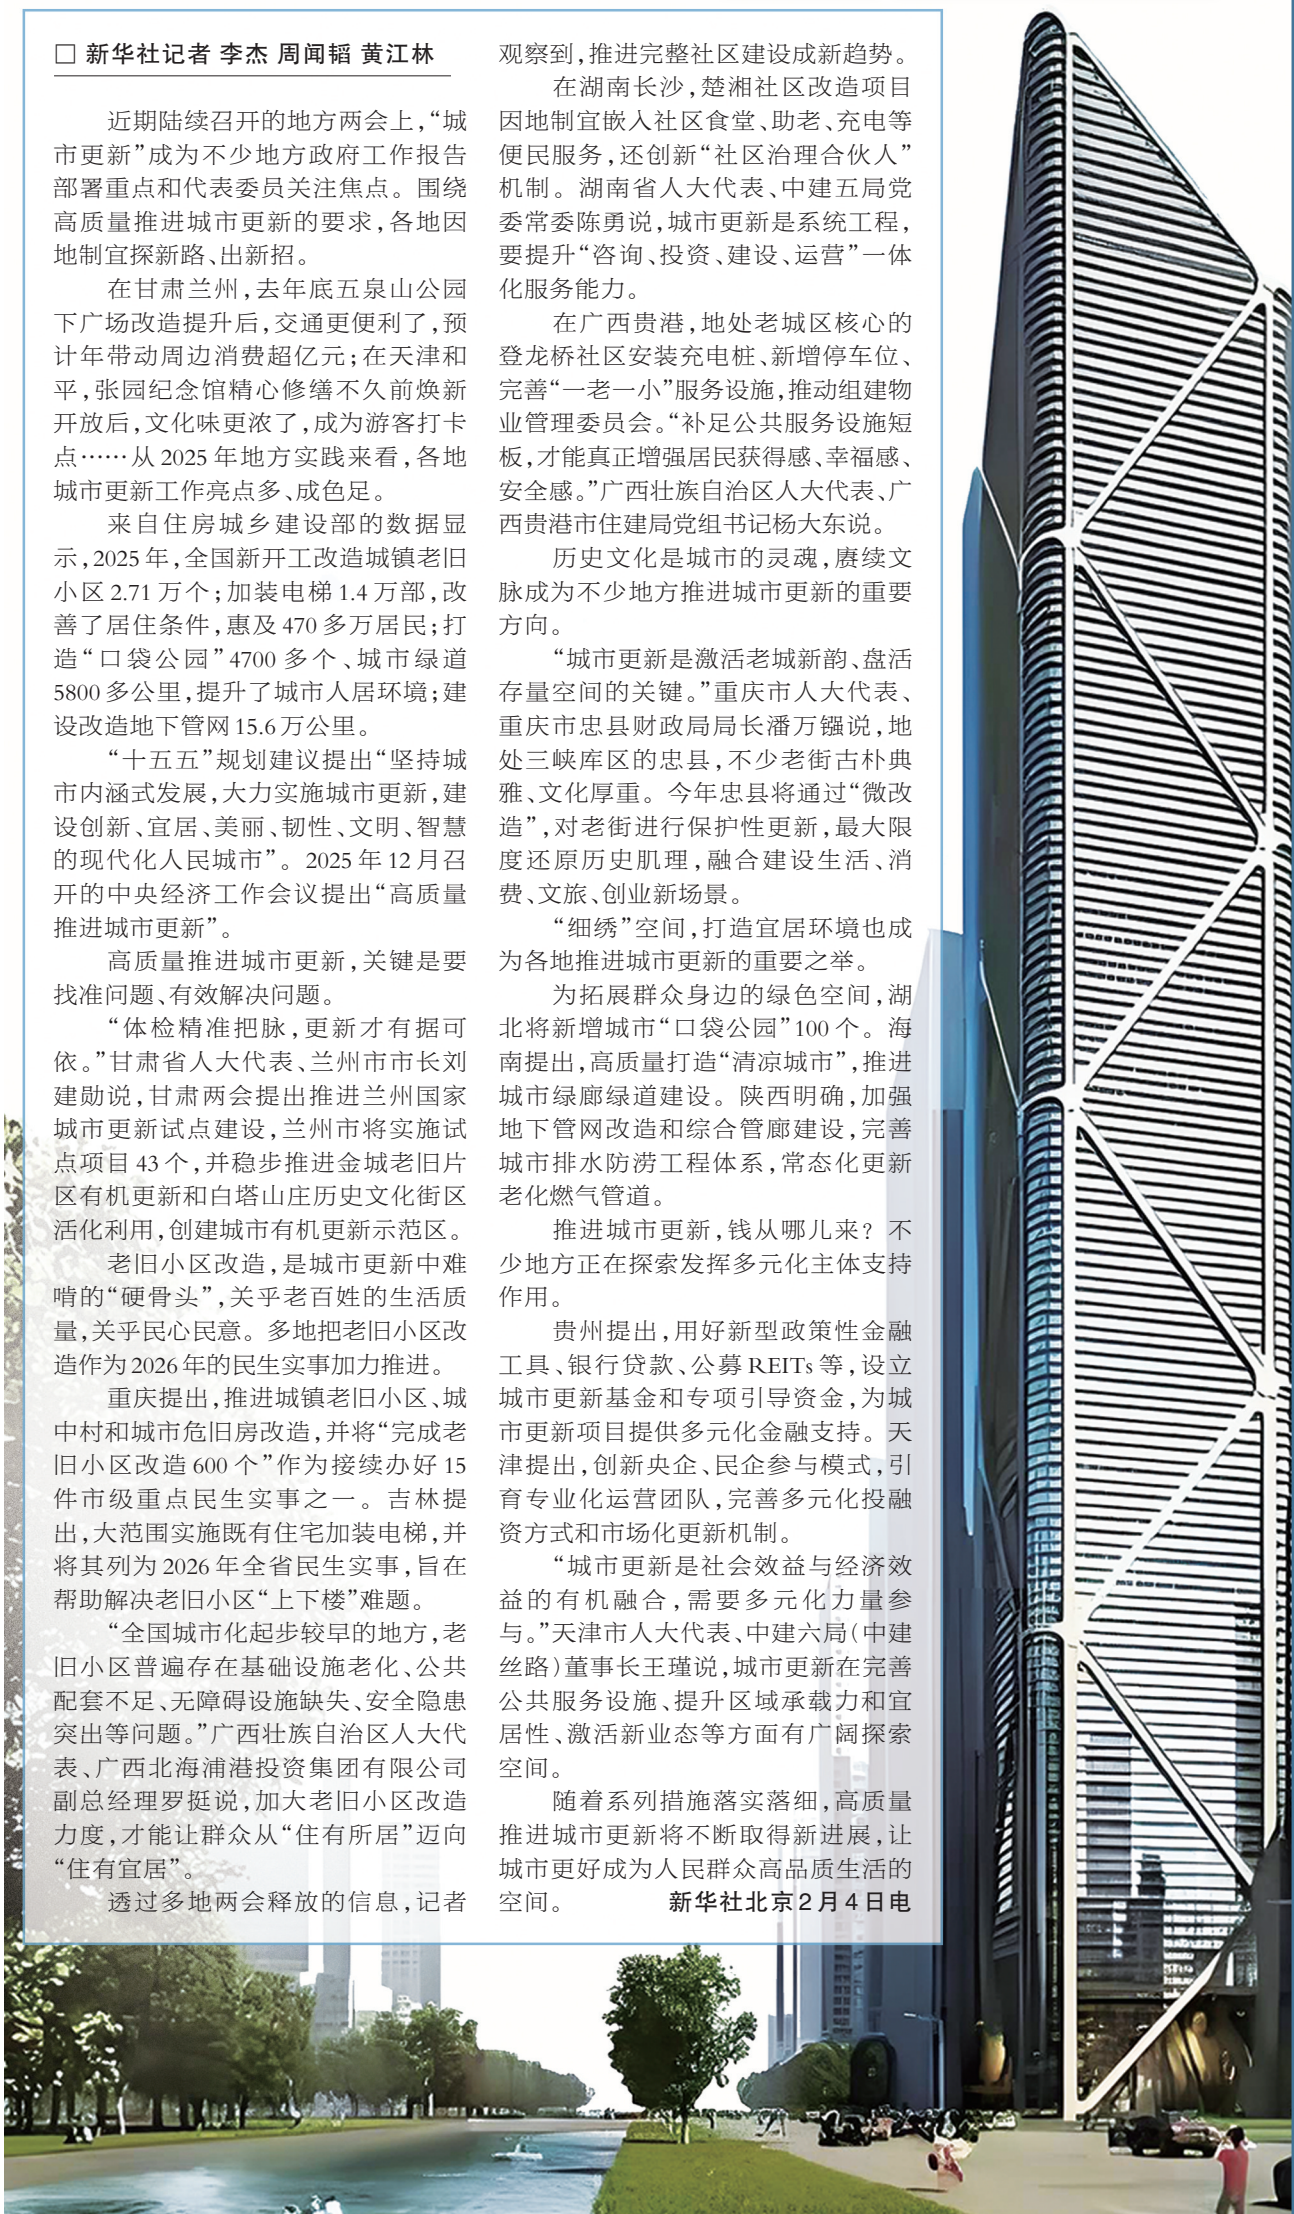 □ 新华社记者 李杰 周闻韬 黄江林
近期陆续召开的地方两会上，“城
市更新”成为不少地方政府工作报告
部署重点和代表委员关注焦点。围绕
高质量推进城市更新的要求，各地因
地制宜探新路、出新招。
在甘肃兰州，去年底五泉山公园
下广场改造提升后，交通更便利了，预
计年带动周边消费超亿元；在天津和
平，张园纪念馆精心修缮不久前焕新
开放后，文化味更浓了，成为游客打卡
点……从2025年地方实践来看，各地
城市更新工作亮点多、成色足。
来自住房城乡建设部的数据显
示，2025年，全国新开工改造城镇老旧
小区2.71万个；加装电梯1.4万部，改
善了居住条件，惠及470多万居民；打
造“口袋公园”4700多个、城市绿道
5800多公里，提升了城市人居环境；建
设改造地下管网15.6万公里。
“十五五”规划建议提出“坚持城
市内涵式发展，大力实施城市更新，建
设创新、宜居、美丽、韧性、文明、智慧
的现代化人民城市”。2025年12月召
开的中央经济工作会议提出“高质量
推进城市更新”。
高质量推进城市更新，关键是要
找准问题、有效解决问题。
“体检精准把脉，更新才有据可
依。”甘肃省人大代表、兰州市市长刘
建勋说，甘肃两会提出推进兰州国家
城市更新试点建设，兰州市将实施试
点项目43个，并稳步推进金城老旧片
区有机更新和白塔山庄历史文化街区
活化利用，创建城市有机更新示范区。
老旧小区改造，是城市更新中难
啃的“硬骨头”，关乎老百姓的生活质
量，关乎民心民意。多地把老旧小区改
造作为2026年的民生实事加力推进。
重庆提出，推进城镇老旧小区、城
中村和城市危旧房改造，并将“完成老
旧小区改造600个”作为接续办好15
件市级重点民生实事之一。吉林提
出，大范围实施既有住宅加装电梯，并
将其列为2026年全省民生实事，旨在
帮助解决老旧小区“上下楼”难题。
“全国城市化起步较早的地方，老
旧小区普遍存在基础设施老化、公共
配套不足、无障碍设施缺失、安全隐患
突出等问题。”广西壮族自治区人大代
表、广西北海浦港投资集团有限公司
副总经理罗挺说，加大老旧小区改造
力度，才能让群众从“住有所居”迈向
“住有宜居”。
透过多地两会释放的信息，记者
观察到，推进完整社区建设成新趋势。
在湖南长沙，楚湘社区改造项目
因地制宜嵌入社区食堂、助老、充电等
便民服务，还创新“社区治理合伙人”
机制。湖南省人大代表、中建五局党
委常委陈勇说，城市更新是系统工程，
要提升“咨询、投资、建设、运营”一体
化服务能力。
在广西贵港，地处老城区核心的
登龙桥社区安装充电桩、新增停车位、
完善“一老一小”服务设施，推动组建物
业管理委员会。“补足公共服务设施短
板，才能真正增强居民获得感、幸福感、
安全感。”广西壮族自治区人大代表、广
西贵港市住建局党组书记杨大东说。
历史文化是城市的灵魂，赓续文
脉成为不少地方推进城市更新的重要
方向。
“城市更新是激活老城新韵、盘活
存量空间的关键。”重庆市人大代表、
重庆市忠县财政局局长潘万镪说，地
处三峡库区的忠县，不少老街古朴典
雅、文化厚重。今年忠县将通过“微改
造”，对老街进行保护性更新，最大限
度还原历史肌理，融合建设生活、消
费、文旅、创业新场景。
“细绣”空间，打造宜居环境也成
为各地推进城市更新的重要之举。
为拓展群众身边的绿色空间，湖
北将新增城市“口袋公园”100个。海
南提出，高质量打造“清凉城市”，推进
城市绿廊绿道建设。陕西明确，加强
地下管网改造和综合管廊建设，完善
城市排水防涝工程体系，常态化更新
老化燃气管道。
推进城市更新，钱从哪儿来？不
少地方正在探索发挥多元化主体支持
作用。
贵州提出，用好新型政策性金融
工具、银行贷款、公募REITs等，设立
城市更新基金和专项引导资金，为城
市更新项目提供多元化金融支持。天
津提出，创新央企、民企参与模式，引
育专业化运营团队，完善多元化投融
资方式和市场化更新机制。
“城市更新是社会效益与经济效
益的有机融合，需要多元化力量参
与。”天津市人大代表、中建六局（中建
丝路）董事长王瑾说，城市更新在完善
公共服务设施、提升区域承载力和宜
居性、激活新业态等方面有广阔探索
空间。
随着系列措施落实落细，高质量
推进城市更新将不断取得新进展，让
城市更好成为人民群众高品质生活的
空间。 新华社北京2月4日电